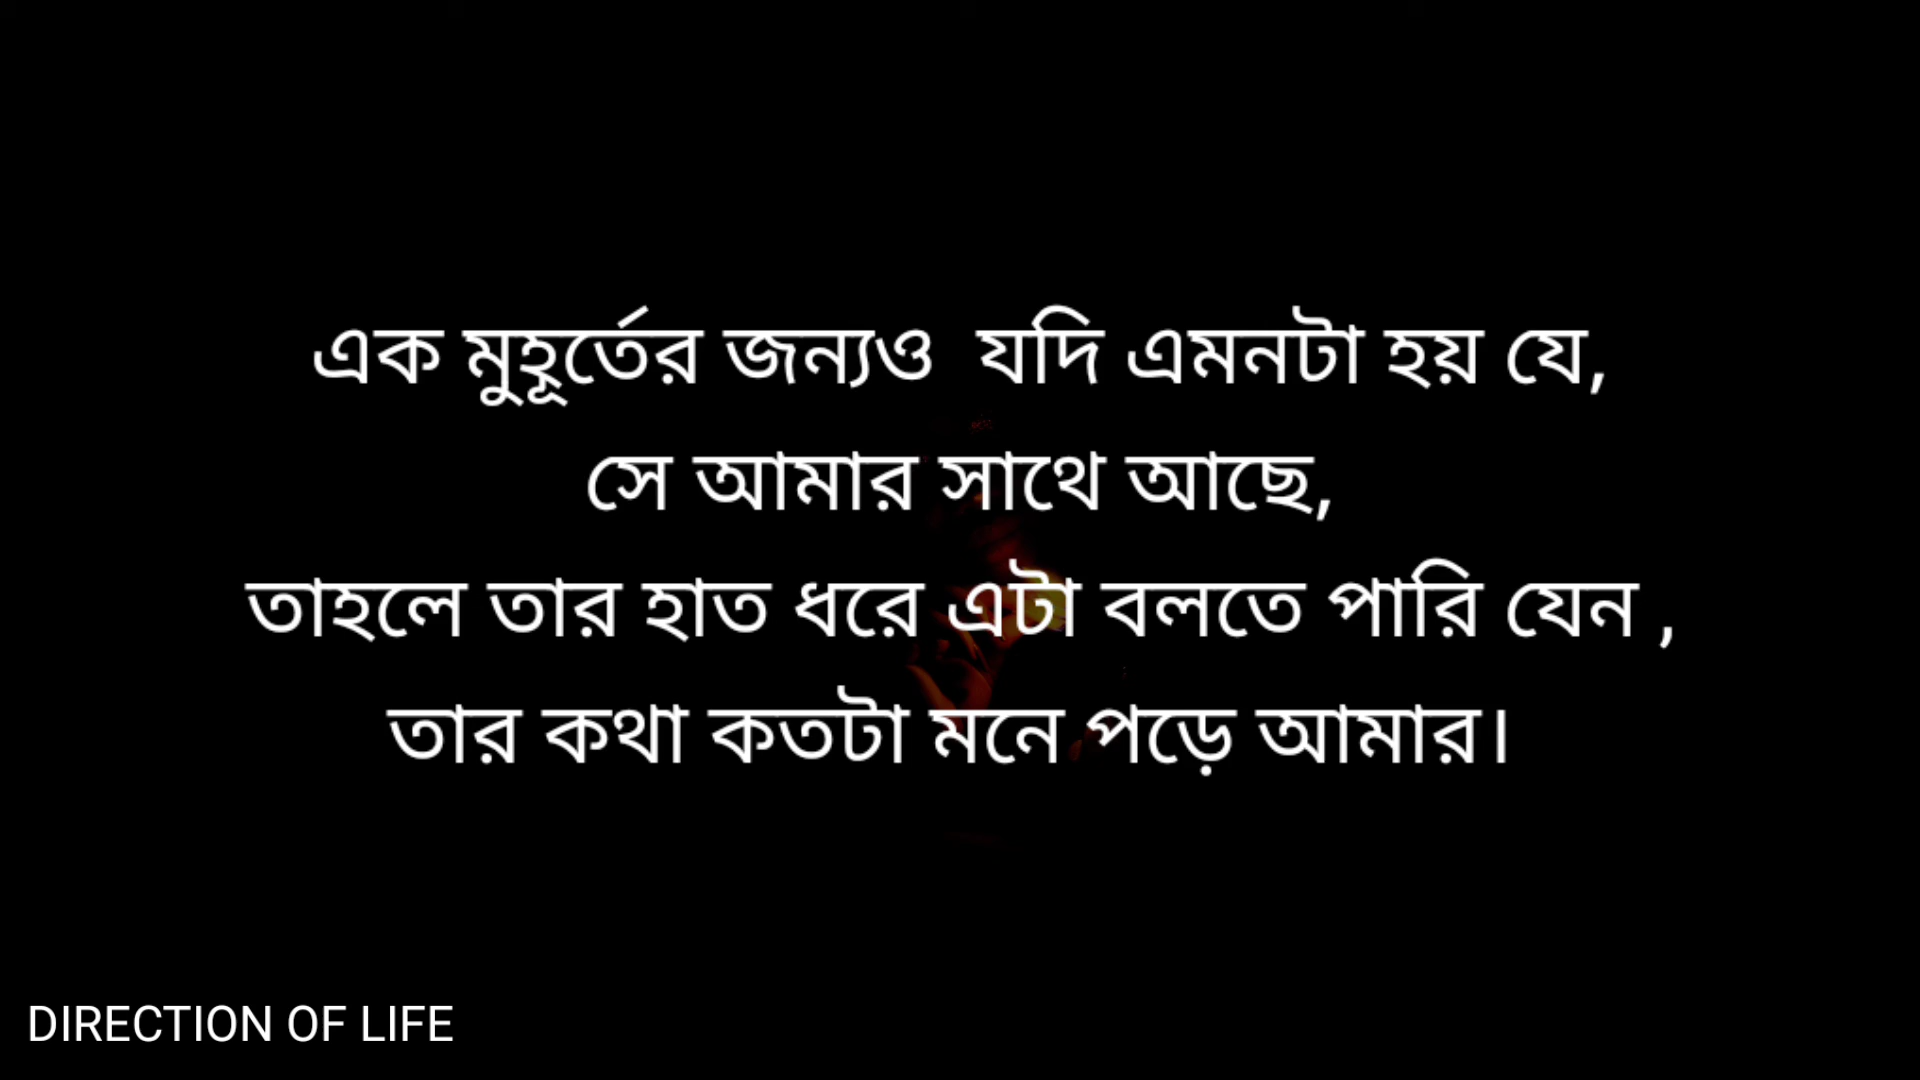 এক মুহূর্তের জন্যও  যদি এমনটা হয় যে,
সে আমার সাথে আছে,
তাহলে তার হাত ধরে এটা বলতে পারি যেন ,
তার কথা কতটা মনে পড়ে আমার।
DIRECTION OF LIFE